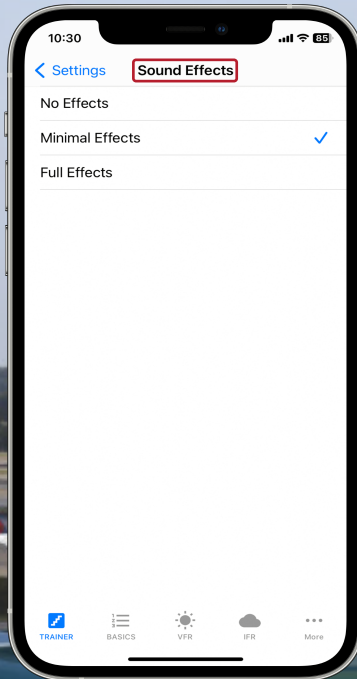 10:30 85
Settings Sound Effects
No Effects
Minimal Effects
Full Effects
TRAINER BASICS VFR IFR More